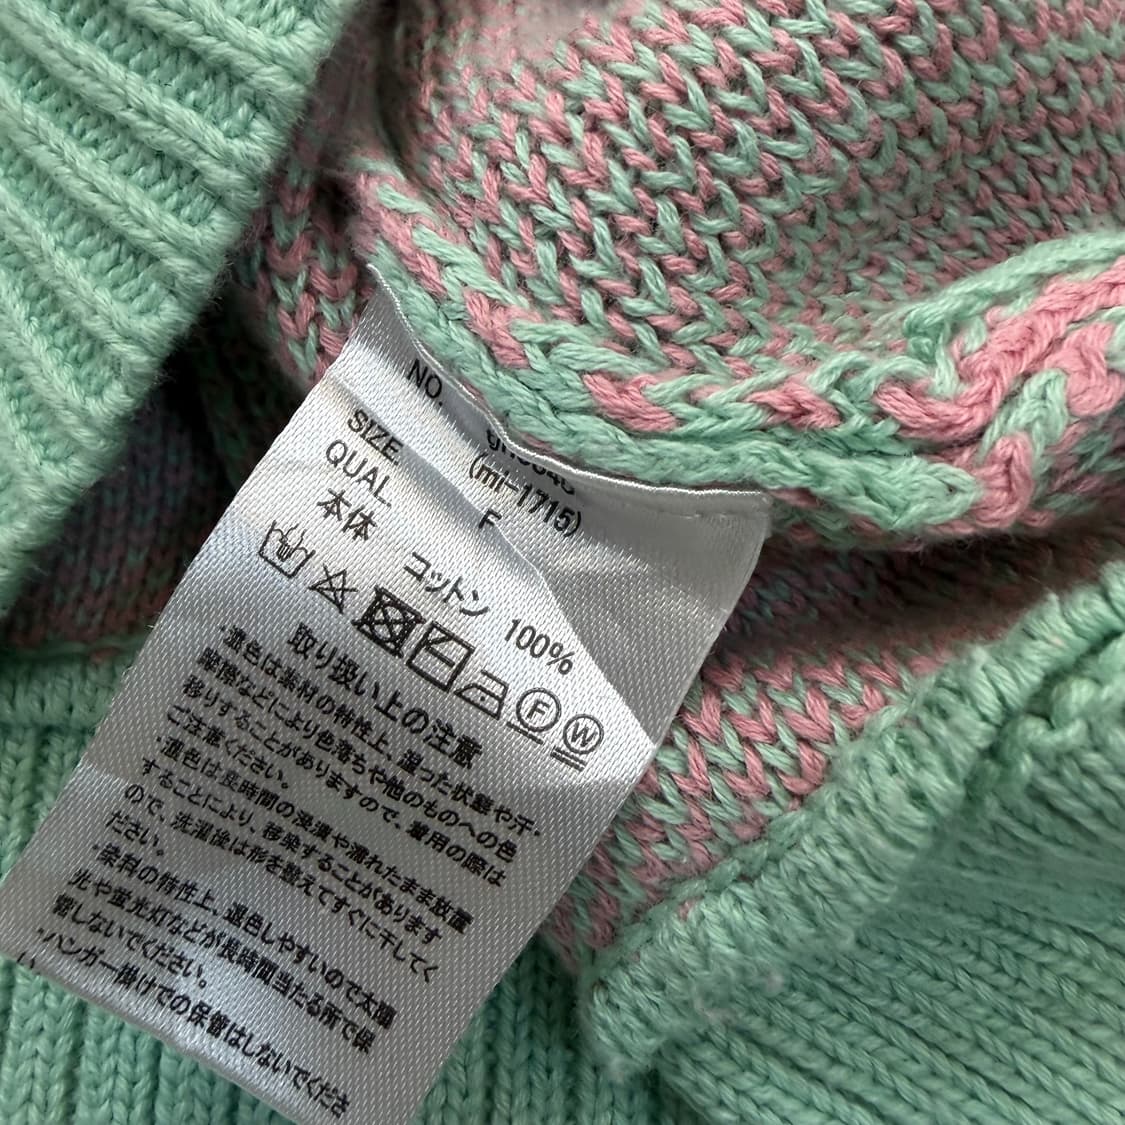 NO.
(mi-1715)
SIZE F
QUAL.
本体 コットン 100%
F W
取り扱い上の注意
・濃色は素材の特性上、湿った状態や汗・
摩擦などにより色落ちや他のものへの色
移りすることがありますので、着用の際は
ご注意ください。
・濃色は長時間の浸漬や濡れたまま放置
することにより、移染することがあります
ので、洗濯後は形を整えてすぐに干してく
ださい。
・染料の特性上、退色しやすいので太陽
光や蛍光灯などが長時間当たる所で保
管しないでください。
・ハンガー掛けでの保管はしないでくださ